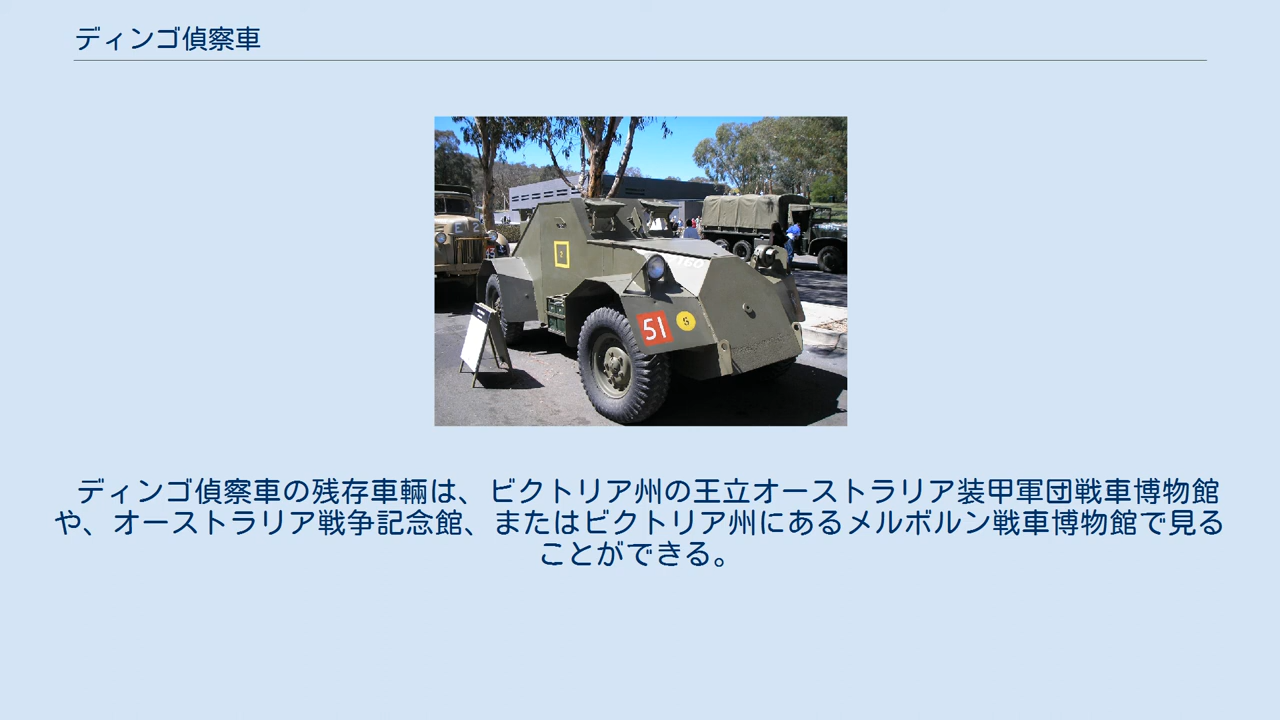 ディンゴ偵察車
51
5
ディンゴ偵察車の残存車輛は、ビクトリア州の王立オーストラリア装甲軍団戦車博物館
や、オーストラリア戦争記念館、またはビクトリア州にあるメルボルン戦車博物館で見る
ことができる。